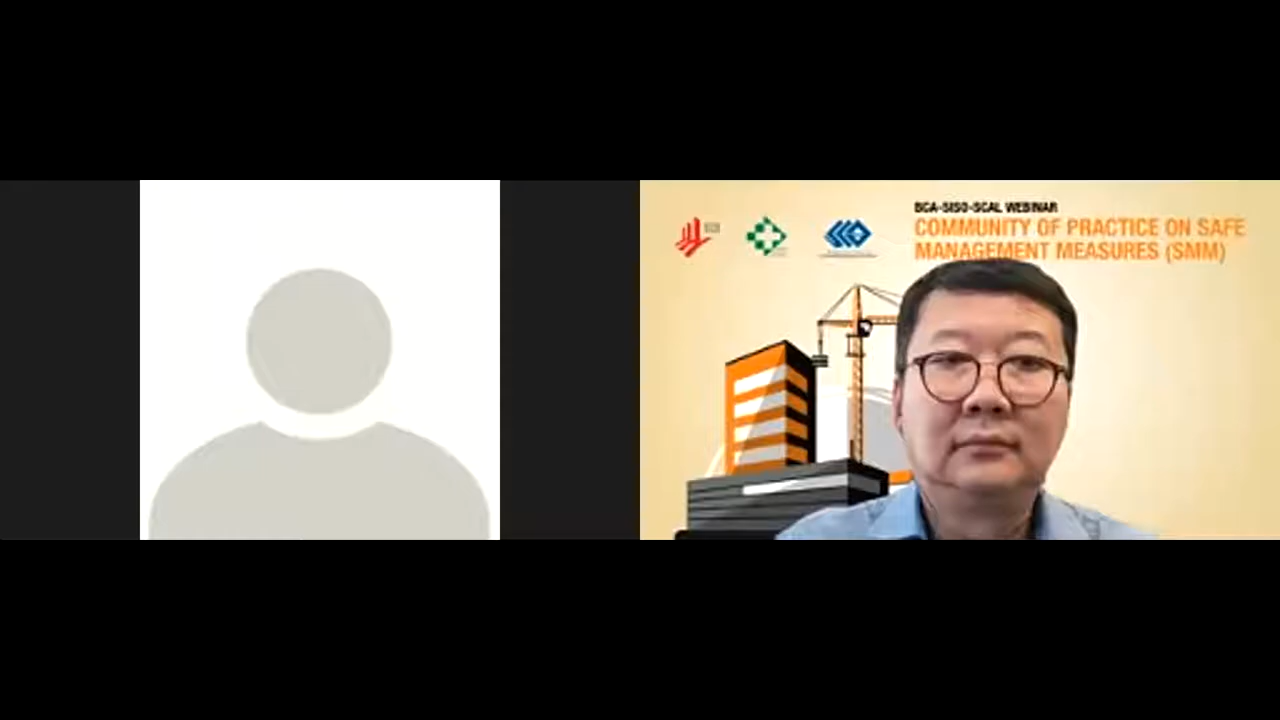 BCA-SISO-SCAL WEBINAR
COMMUNITY OF PRACTICE ON SAFE
MANAGEMENT MEASURES (SMM)